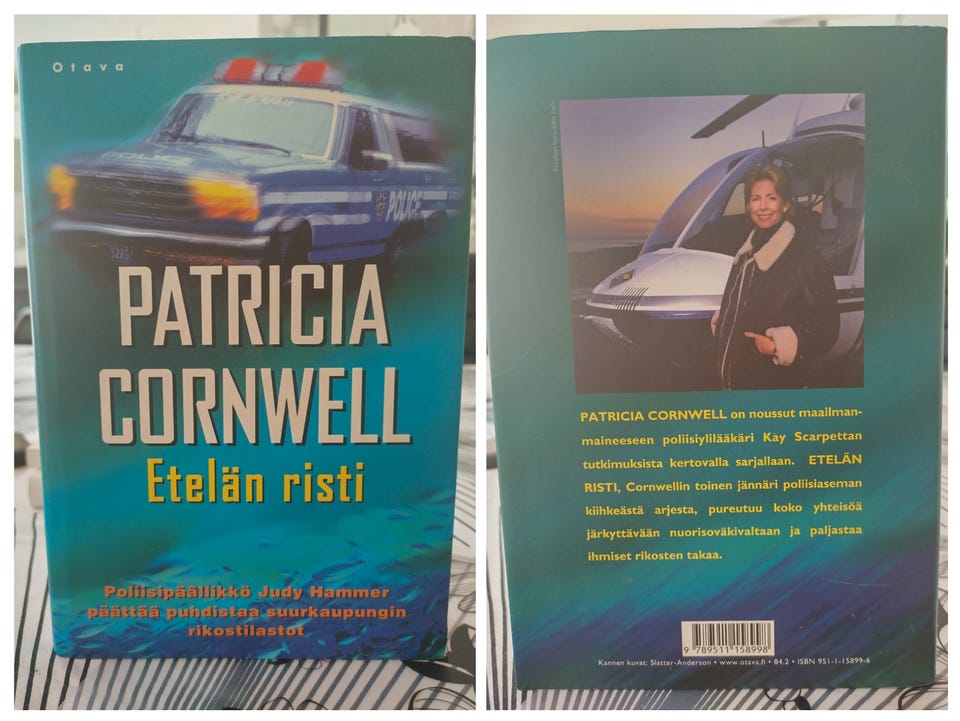 Otava
POLICE
POLICE
PATRICIA
CORNWELL
Etelän risti
Poliisipäällikkö Judy Hammer
päättää puhdistaa suurkaupungin
rikostilastot
PATRICIA CORNWELL on noussut maailman-
maineeseen poliisiylilääkäri Kay Scarpettan
tutkimuksista kertovalla sarjallaan. ETELÄN
RISTI, Cornwellin toinen jännäri poliisiaseman
kiihkeästä arjesta, pureutuu koko yhteisöä
järkyttävään nuorisoväkivaltaan ja paljastaa
ihmiset rikosten takaa.
9 789511 158998
Kannen kuvat: Slatter-Anderson • www.otava.fi • 84.2 • ISBN 951-1-15899-6